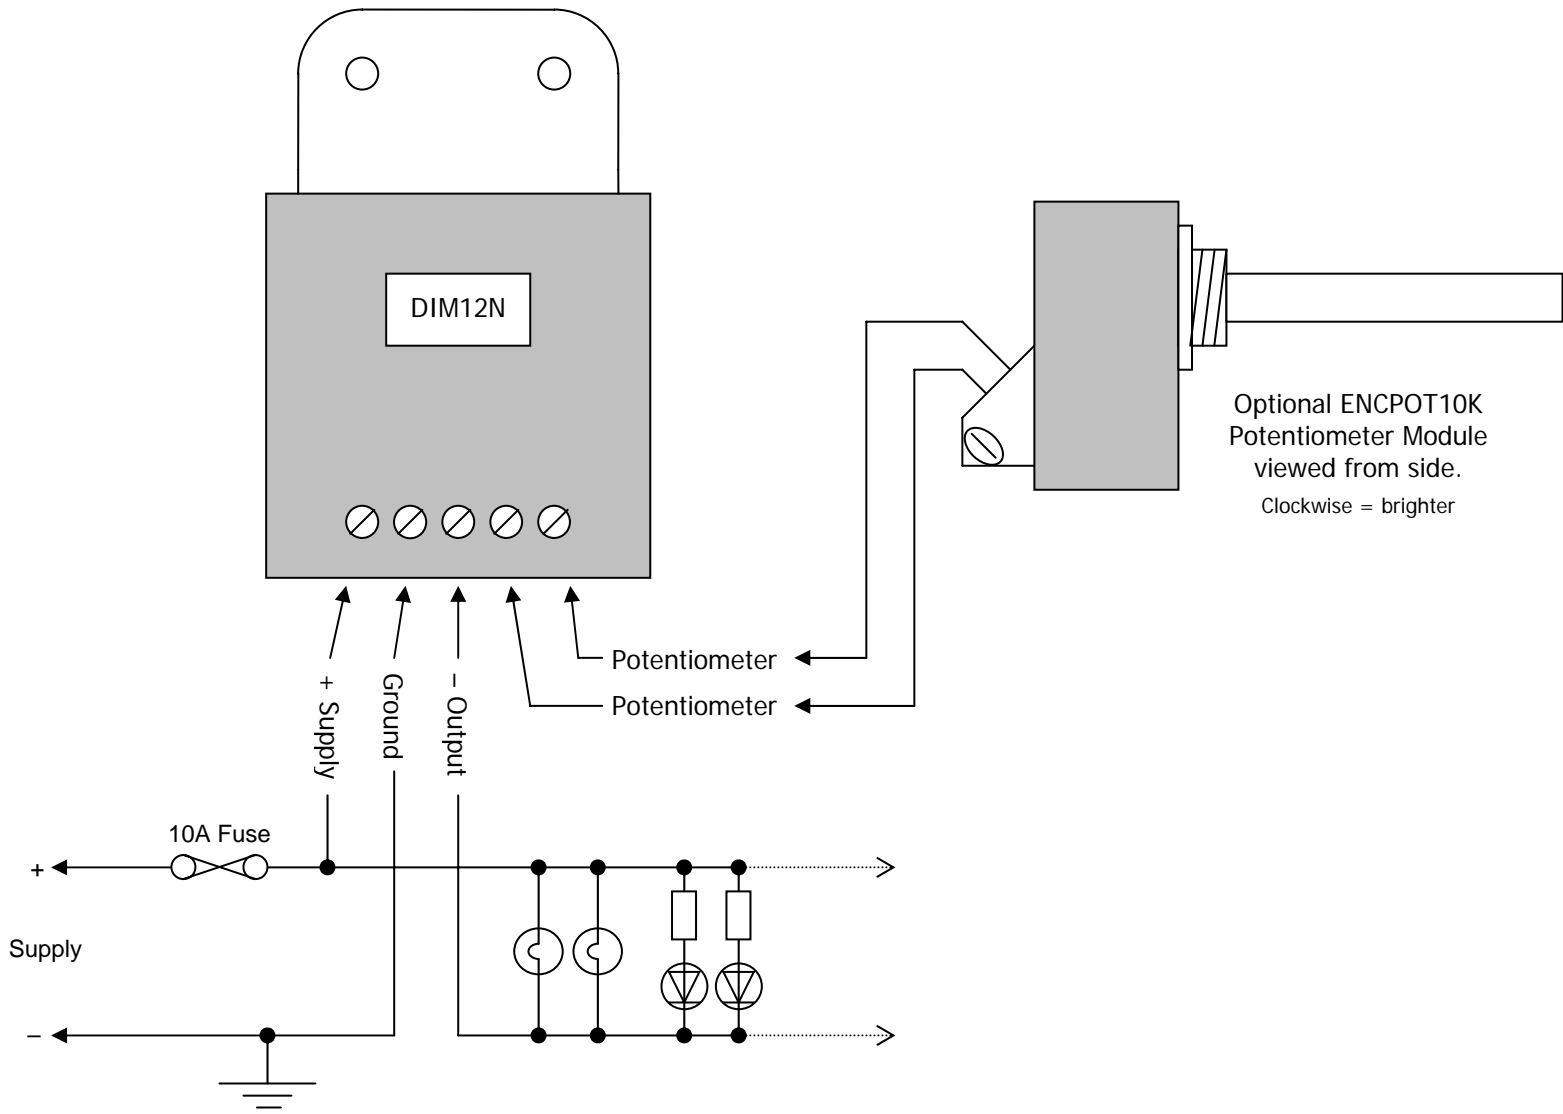 DIM12N
Optional ENCPOT10K
Potentiometer Module
viewed from side.
Clockwise = brighter
Potentiometer
Potentiometer
+ Supply
Ground
– Output
10A Fuse
+
Supply
–